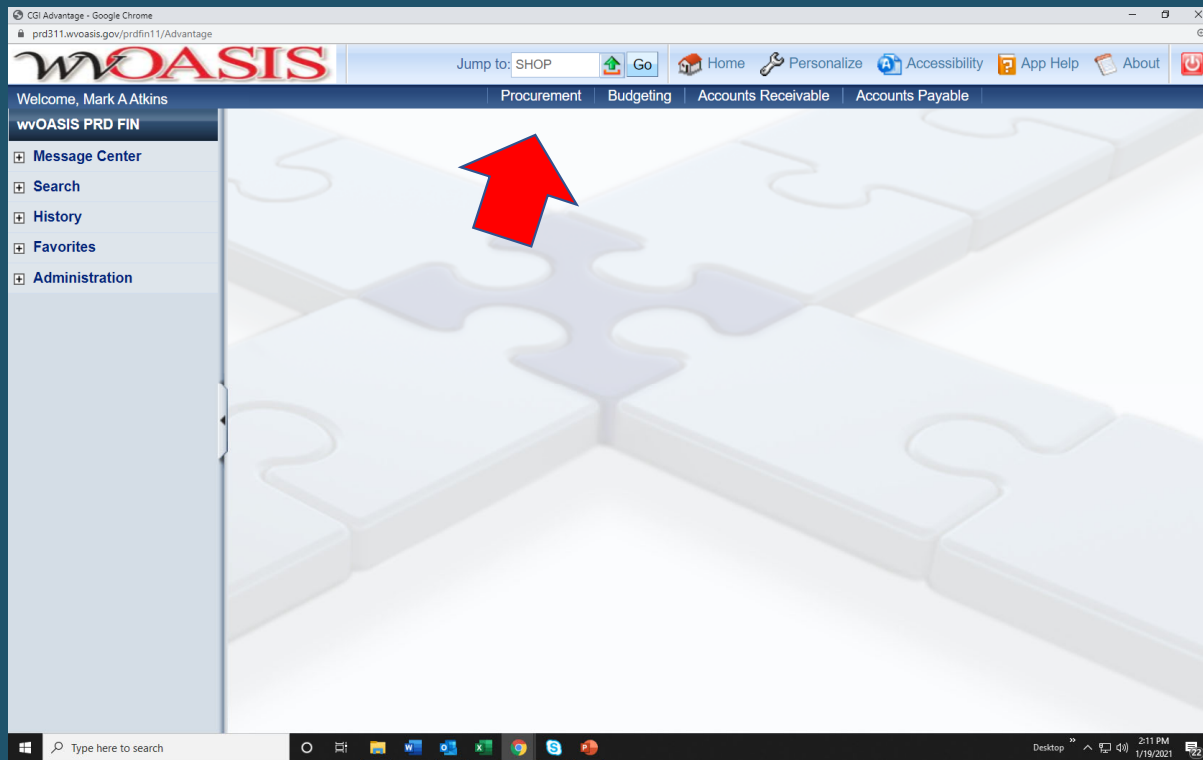 CGI Advantage - Google Chrome
prd311.wvoasis.gov/prdfin11/Advantage
wvOASIS
Jump to: SHOP Go Home Personalize Accessibility App Help About
Welcome, Mark A Atkins
Procurement Budgeting Accounts Receivable Accounts Payable
wvOASIS PRD FIN
Message Center
Search
History
Favorites
Administration
Type here to search
Desktop
2:11 PM
1/19/2021
22